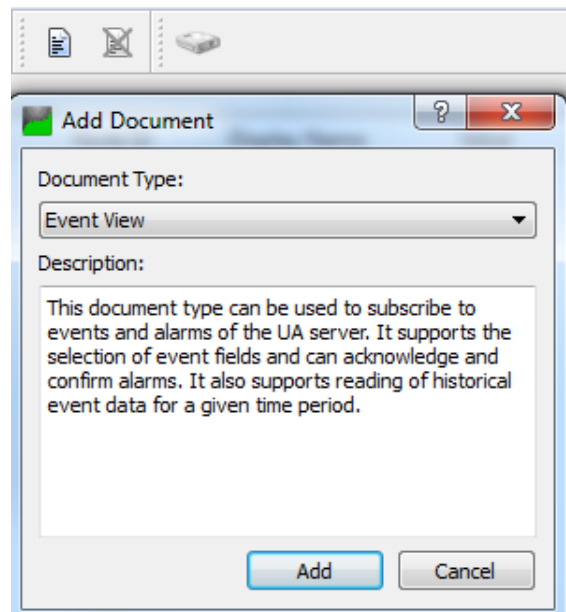 Add Document
Document Type:
Event View
Description:
This document type can be used to subscribe to
events and alarms of the UA server. It supports the
selection of event fields and can acknowledge and
confirm alarms. It also supports reading of historical
event data for a given time period.
Add
Cancel